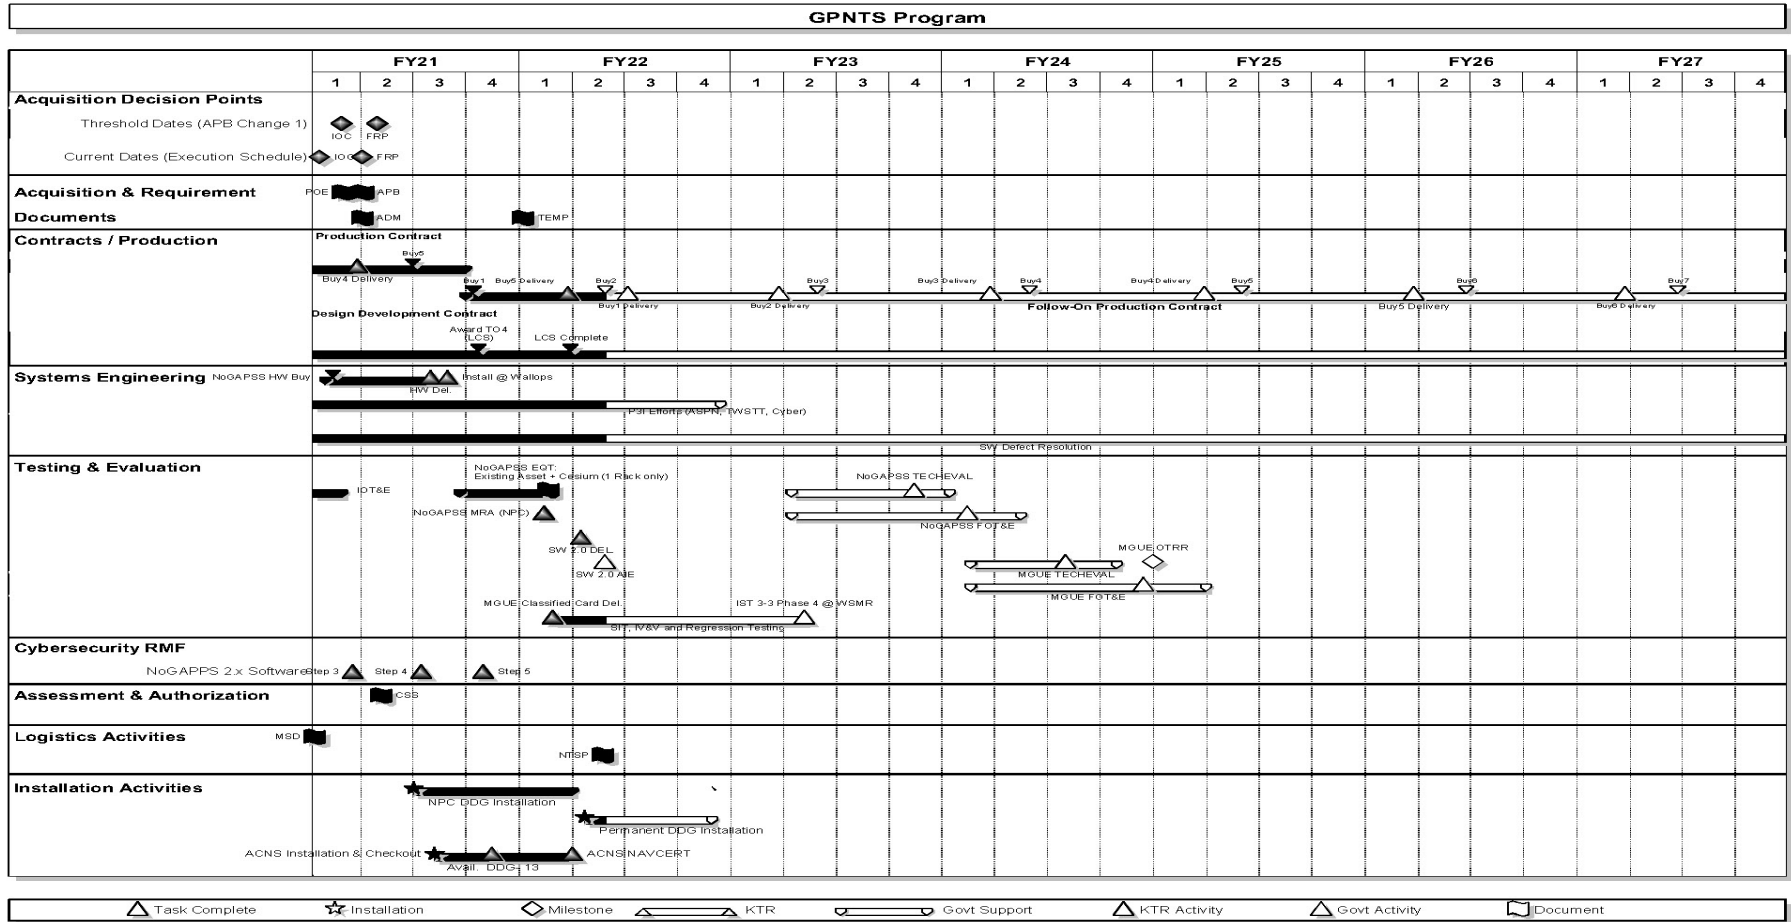 GPNTS Program
FY21 FY22 FY23 FY24 FY25 FY26 FY27
1 2 3 4 1 2 3 4 1 2 3 4 1 2 3 4 1 2 3 4 1 2 3 4 1 2 3 4
Acquisition Decision Points
Threshold Dates (APB Change 1)
IOC FRP
Current Dates (Execution Schedule) IOC FRP
Acquisition & Requirement POE APB
Documents ADM TEMP
Contracts / Production Production Contract
Buy5
Buy4 Delivery
Buy1 Buy5 Delivery Buy2 Buy3 Buy3 Delivery Buy4 Buy4 Delivery Buy5 Buy6 Buy7
Buy1 Delivery Buy2 Delivery Follow-On Production Contract Buy5 Delivery Buy6 Delivery
Design Development Contract
Award TO4
(LCS) LCS Complete
Systems Engineering NoGAPSS HW Buy Install @ Wallops
HW Del.
P3I Efforts (ASPN, TWSTT, Cyber)
SW Defect Resolution
Testing & Evaluation NoGAPSS EQT:
Existing Asset + Cesium (1 Rack only) NoGAPSS TECHEVAL
IOT&E
NoGAPSS MRA (NPC)
NoGAPSS FOT&E
SW 2.0 DEL
MGUE OTRR
SW 2.0 AIE MGUE TECHEVAL
MGUE FOT&E
MGUE Classified Card Del. IST 3-3 Phase 4 @ WSMR
SIT, IV&V and Regression Testing
Cybersecurity RMF
NoGAPPS 2.x Software Step 3 Step 4 Step 5
Assessment & Authorization CSS
Logistics Activities MSD
NTSP
Installation Activities
NPC DDG Installation
Permanent DDG Installation
ACNS Installation & Checkout ACNS NAVCERT
Avail. DDG- 13
Task Complete Installation Milestone KTR Govt Support KTR Activity Govt Activity Document